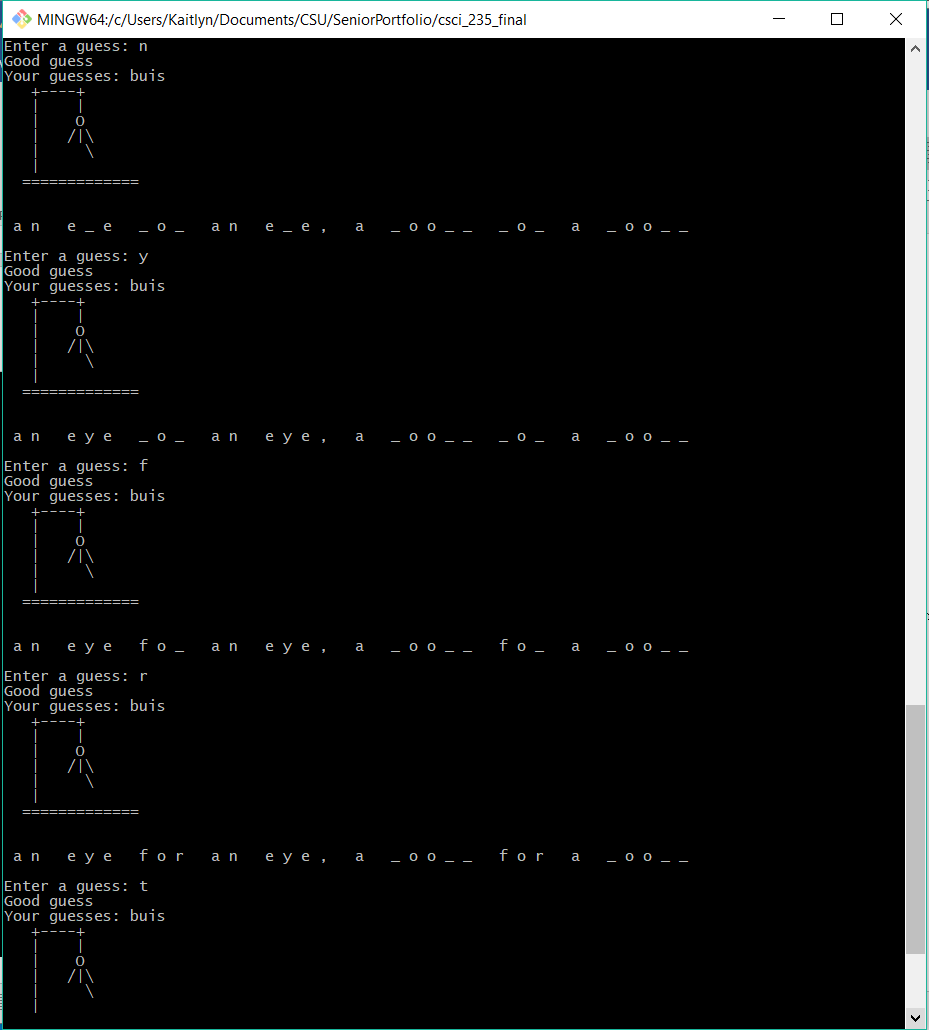 MINGW64:/c/Users/Kaitlyn/Documents/CSU/SeniorPortfolio/csci_235_final
Enter a guess: n
Good guess
Your guesses: buis
   +----+
   |    |
   |    O
   |   /|\
   |     \
   |
  =============
 a n   e _ e   _ o _   a n   e _ e ,   a   _ o o _ _   _ o _   a   _ o o _ _
Enter a guess: y
Good guess
Your guesses: buis
   +----+
   |    |
   |    O
   |   /|\
   |     \
   |
  =============
 a n   e y e   _ o _   a n   e y e ,   a   _ o o _ _   _ o _   a   _ o o _ _
Enter a guess: f
Good guess
Your guesses: buis
   +----+
   |    |
   |    O
   |   /|\
   |     \
   |
  =============
 a n   e y e   f o _   a n   e y e ,   a   _ o o _ _   f o _   a   _ o o _ _
Enter a guess: r
Good guess
Your guesses: buis
   +----+
   |    |
   |    O
   |   /|\
   |     \
   |
  =============
 a n   e y e   f o r   a n   e y e ,   a   _ o o _ _   f o r   a   _ o o _ _
Enter a guess: t
Good guess
Your guesses: buis
   +----+
   |    |
   |    O
   |   /|\
   |     \
   |